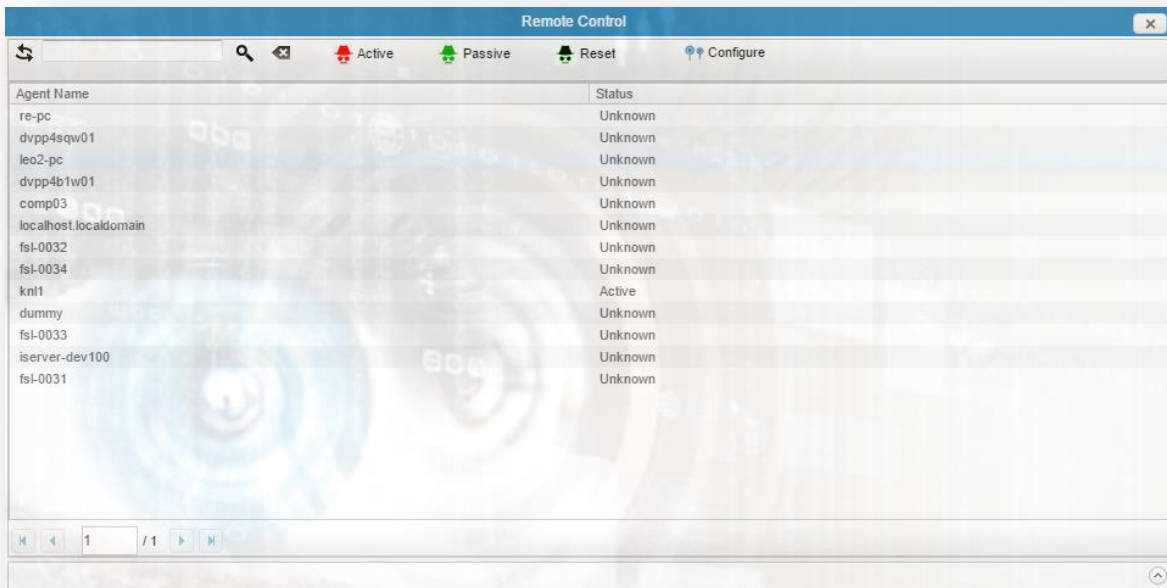 Remote Control
Active Passive Reset Configure
Agent Name Status
re-pc Unknown
dvpp4sqw01 Unknown
leo2-pc Unknown
dvpp4b1w01 Unknown
comp03 Unknown
localhost.localdomain Unknown
fsl-0032 Unknown
fsl-0034 Unknown
knl1 Active
dummy Unknown
fsl-0033 Unknown
iserver-dev100 Unknown
fsl-0031 Unknown
1 / 1